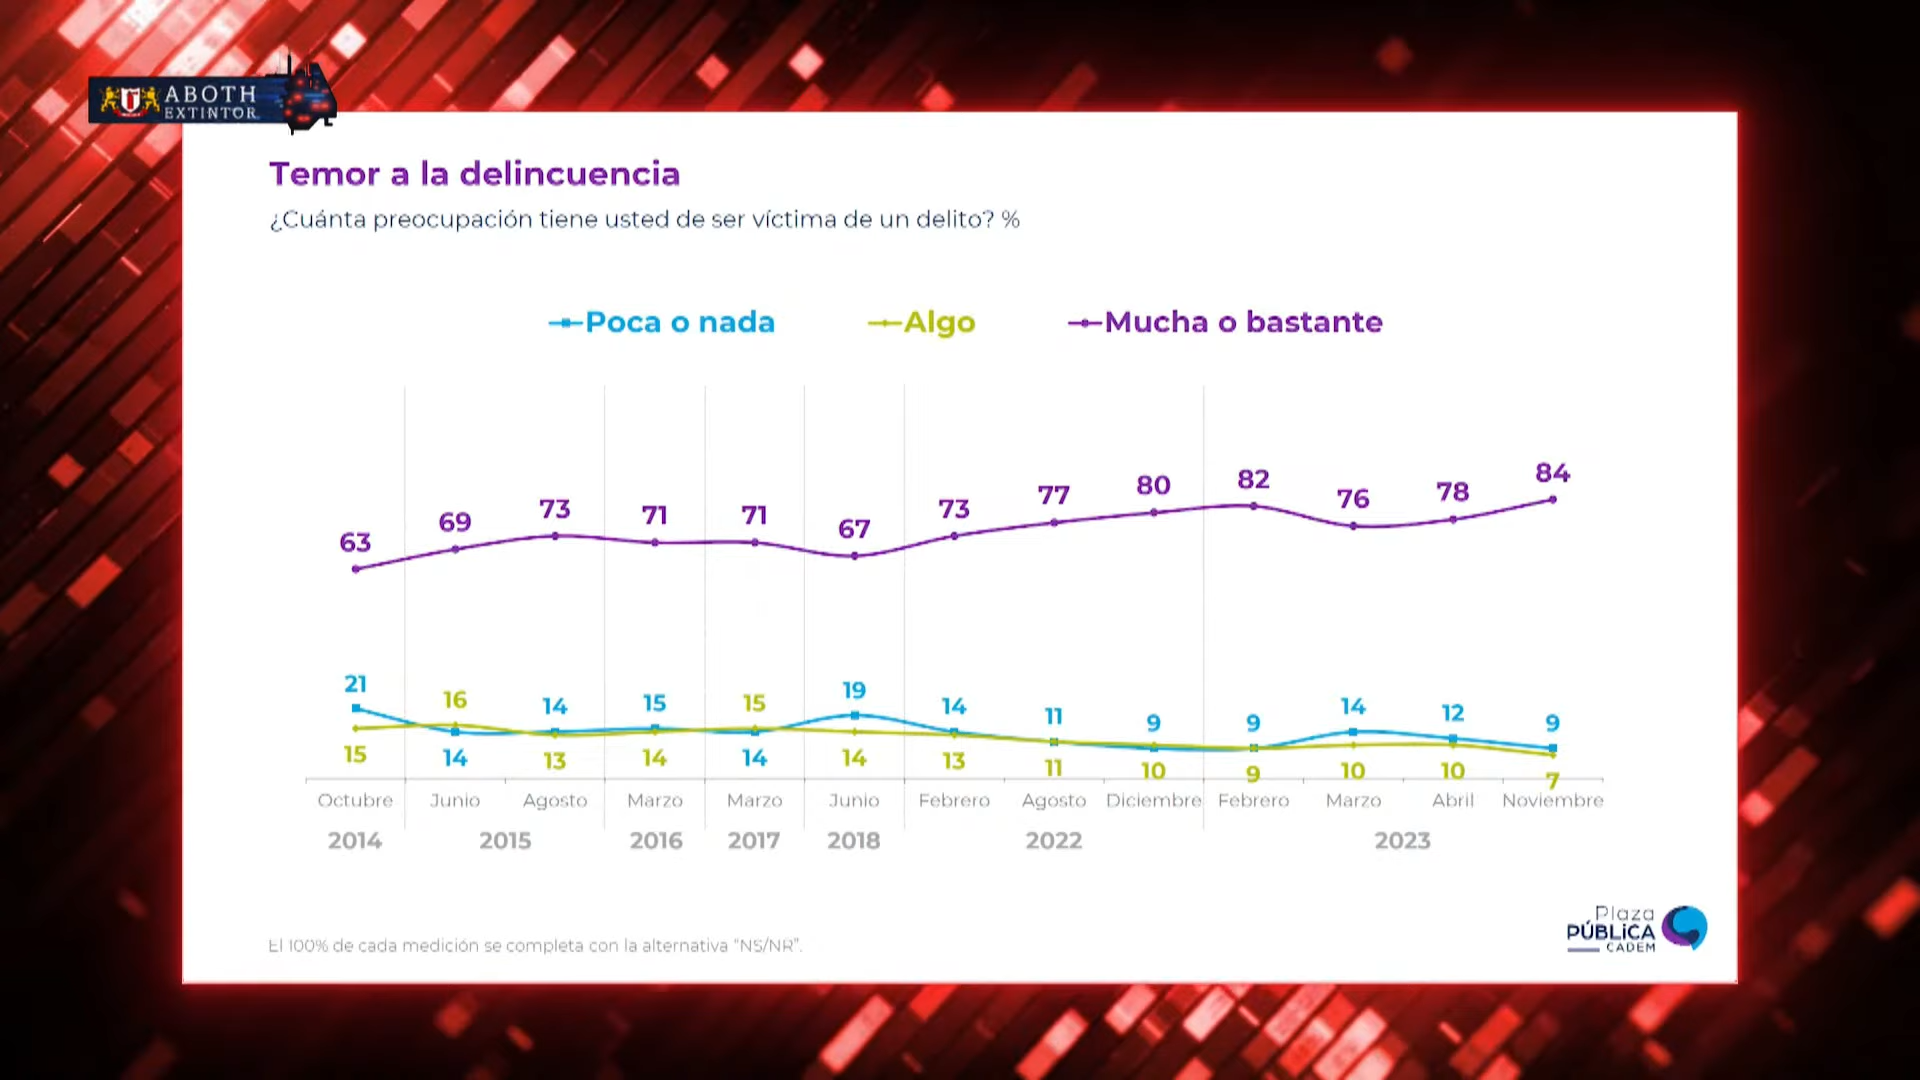 ABOTH
EXTINTOR
Temor a la delincuencia
¿Cuánta preocupación tiene usted de ser víctima de un delito? %
Poca o nada Algo Mucha o bastante
63 69 73 71 71 67 73 77 80 82 76 78 84
21 16 14 15 15 19 14 11 9 9 14 12 9
15 14 13 14 14 14 13 11 10 9 10 10 7
Octubre Junio Agosto Marzo Marzo Junio Febrero Agosto Diciembre Febrero Marzo Abril Noviembre
2014 2015 2016 2017 2018 2022 2023
El 100% de cada medición se completa con la alternativa “NS/NR”.
Plaza
PÚBLiCA
CADEM